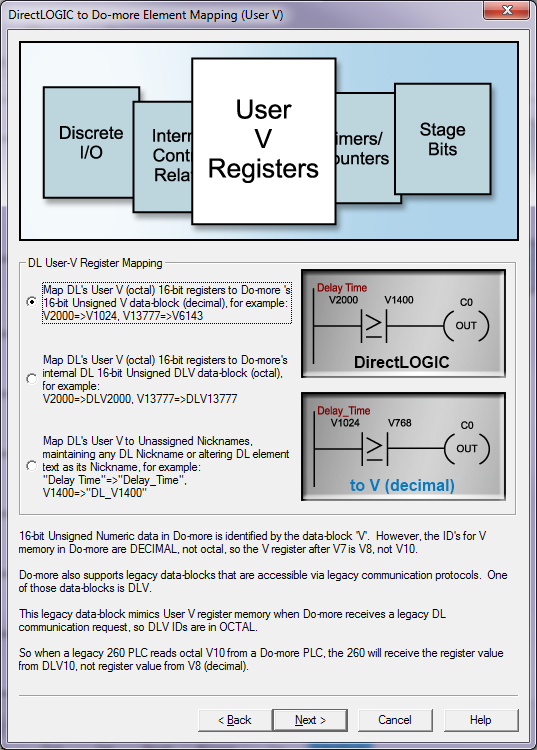 DirectLOGIC to Do-more Element Mapping (User V)
Discrete
I/O
Intern
Cont
Rela
User
V
Registers
imers/
ounters
Stage
Bits
DL User-V Register Mapping
Map DL's User V (octal) 16-bit registers to Do-more 's
16-bit Unsigned V data-block (decimal), for example:
V2000=>V1024, V13777=>V6143
Map DL's User V (octal) 16-bit registers to Do-more's
internal DL 16-bit Unsigned DLV data-block (octal),
for example:
V2000=>DLV2000, V13777=>DLV13777
Map DL's User V to Unassigned Nicknames,
maintaining any DL Nickname or altering DL element
text as its Nickname, for example:
"Delay Time"=>"Delay_Time",
V1400=>"DL_V1400"
Delay Time
V2000 V1400 C0
≥ OUT
DirectLOGIC
Delay_Time
V1024 V768 C0
≥ OUT
to V (decimal)
16-bit Unsigned Numeric data in Do-more is identified by the data-block 'V'. However, the ID's for V
memory in Do-more are DECIMAL, not octal, so the V register after V7 is V8, not V10.
Do-more also supports legacy data-blocks that are accessible via legacy communication protocols. One
of those data-blocks is DLV.
This legacy data-block mimics User V register memory when Do-more receives a legacy DL
communication request, so DLV IDs are in OCTAL.
So when a legacy 260 PLC reads octal V10 from a Do-more PLC, the 260 will receive the register value
from DLV10, not register value from V8 (decimal).
< Back Next > Cancel Help